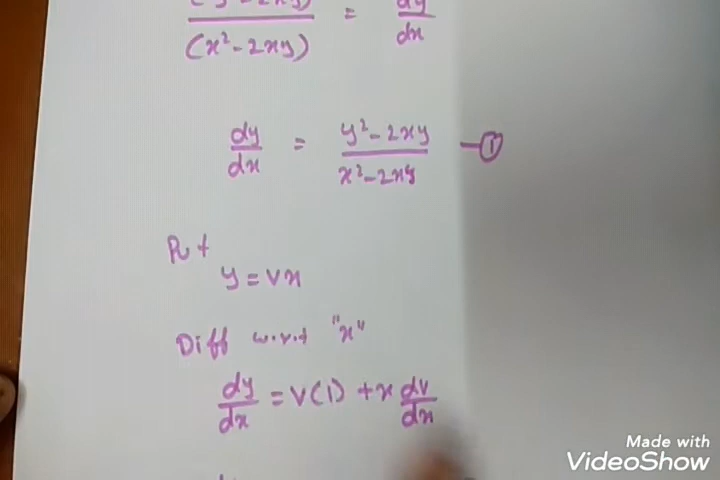 (x² - 2xy) = dy/dx
dy/dx = y² - 2xy / x² - 2xy — ①
Put
y = vx
Diff w.r.t "x"
dy/dx = v(1) + x dv/dx
Made with
VideoShow